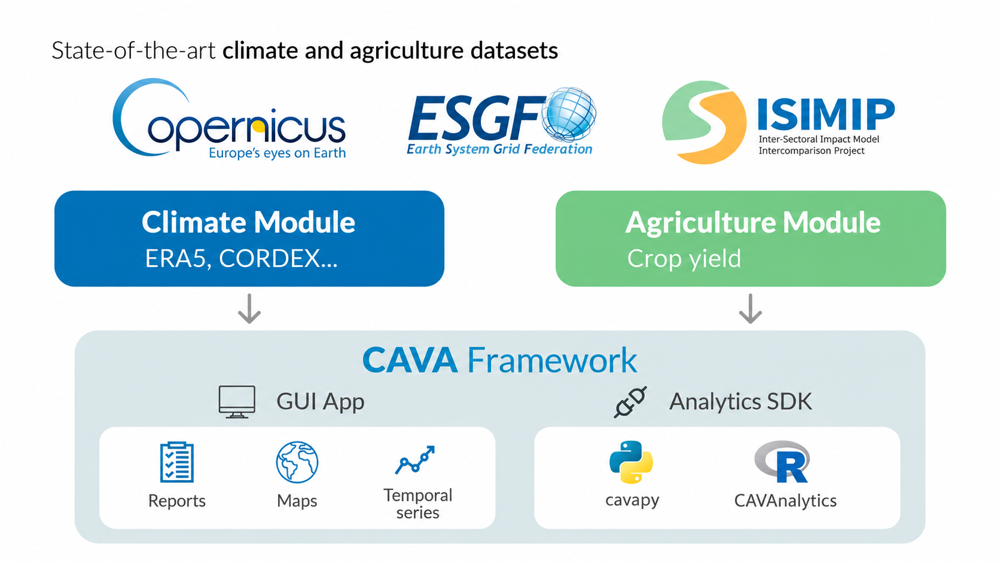 State-of-the-art climate and agriculture datasets
Copernicus
Europe's eyes on Earth
ESGF
Earth System Grid Federation
ISIMIP
Inter-Sectoral Impact Model
Intercomparison Project
Climate Module
ERA5, CORDEX...
Agriculture Module
Crop yield
CAVA Framework
GUI App
Analytics SDK
Reports
Maps
Temporal
series
cavapy
R
CAVAnalytics